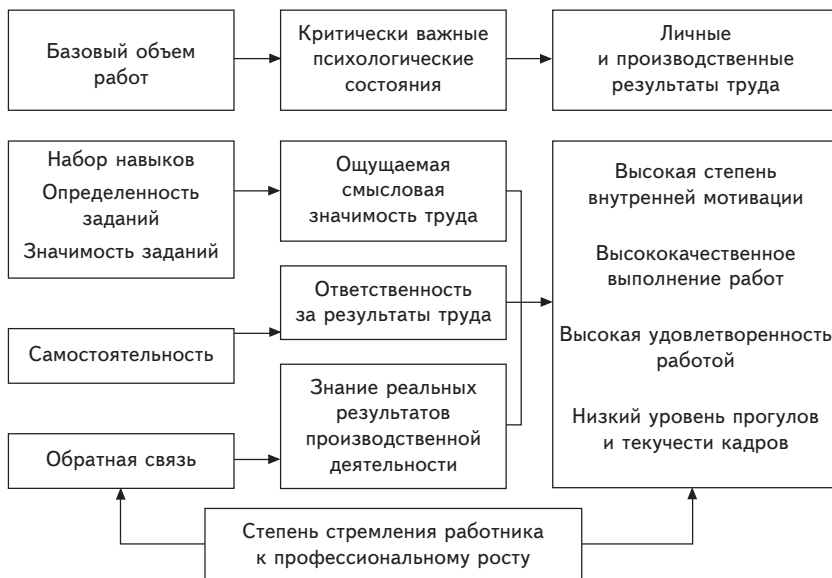 Базовый объем
работ
Критически важные
психологические
состояния
Личные
и производственные
результаты труда
Набор навыков
Определенность
заданий
Значимость заданий
Ощущаемая
смысловая
значимость труда
Высокая степень
внутренней мотивации
Высококачественное
выполнение работ
Высокая удовлетворенность
работой
Низкий уровень прогулов
и текучести кадров
Самостоятельность
Ответственность
за результаты труда
Обратная связь
Знание реальных
результатов
производственной
деятельности
Степень стремления работника
к профессиональному росту